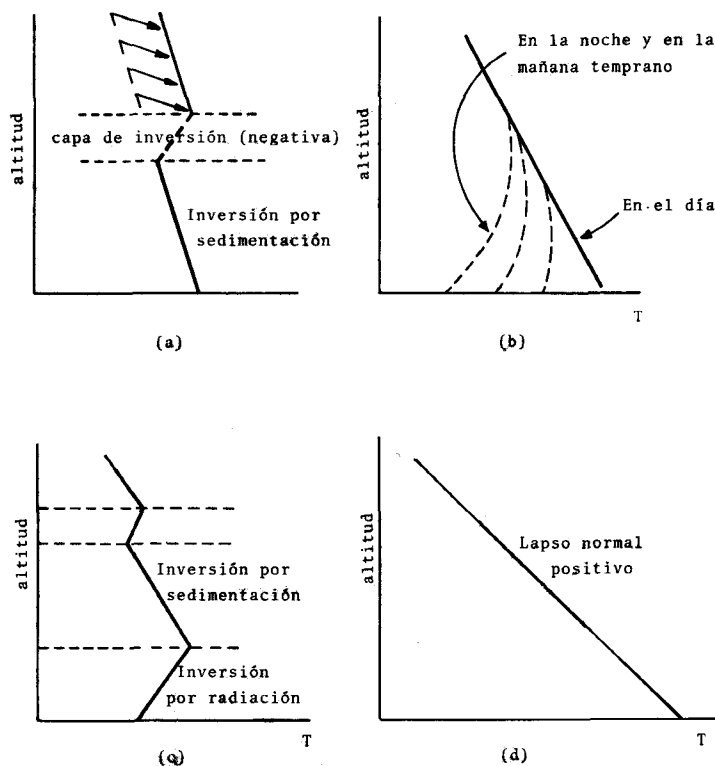 altitud
capa de inversión (negativa)
Inversión por
sedimentación
(a)
altitud
En la noche y en la
mañana temprano
En el día
T
(b)
altitud
Inversión por
sedimentación
Inversión
por radiación
T
(c)
altitud
Lapso normal
positivo
T
(d)